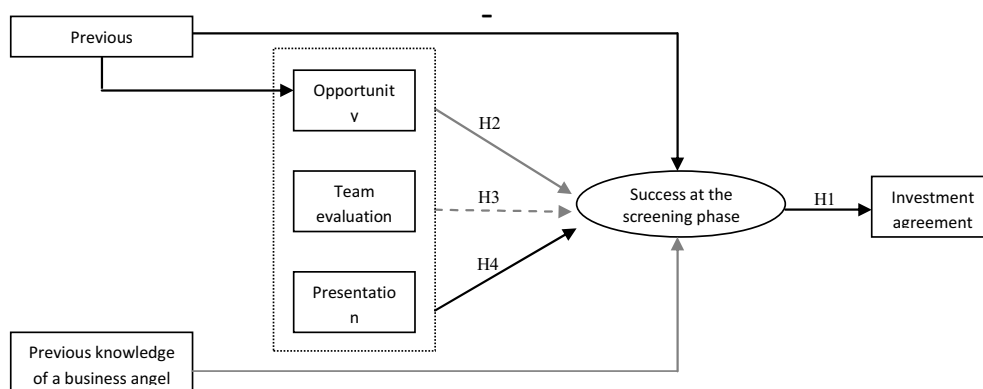 -
Previous
Opportunit
y
H2
Team
evaluation
H3
Success at the
screening phase
H1
Investment
agreement
Presentatio
n
H4
Previous knowledge
of a business angel